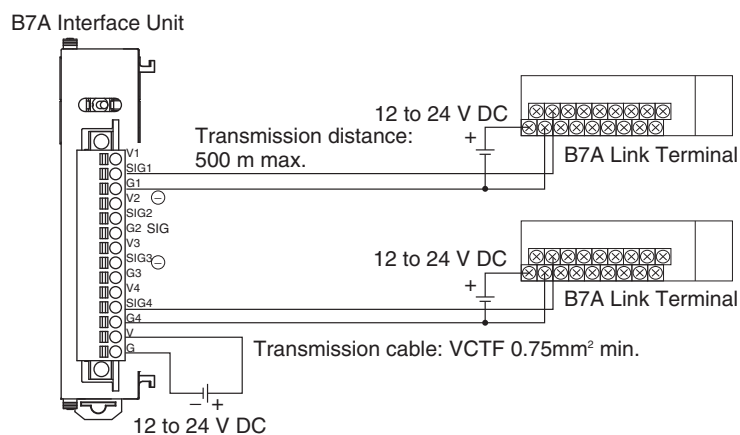 B7A Interface Unit
12 to 24 V DC
+
Transmission distance:
500 m max.
B7A Link Terminal
V1
SIG1
G1
V2 ⊖
SIG2
G2 SIG
V3
SIG3 ⊖
G3
V4
SIG4
G4
V
G
12 to 24 V DC
+
B7A Link Terminal
Transmission cable: VCTF 0.75mm² min.
− +
12 to 24 V DC